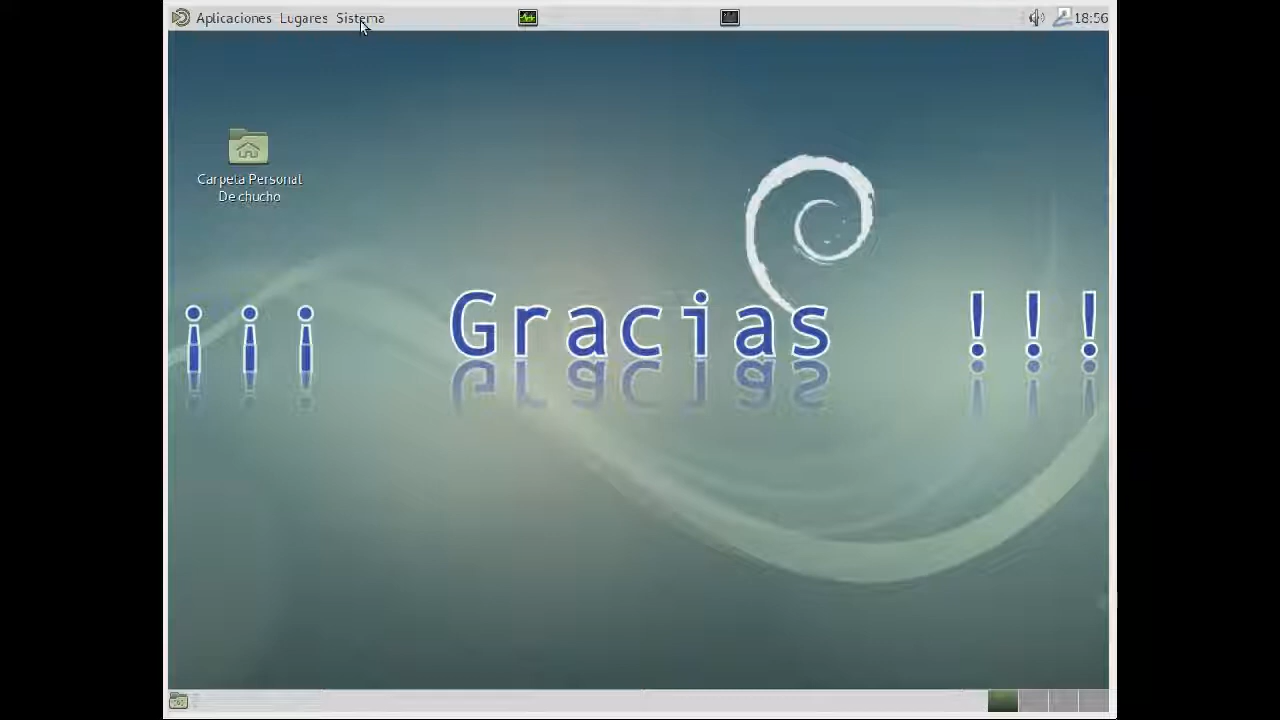 Aplicaciones Lugares Sistema 18:56
Carpeta Personal
De chucho
¡¡¡ Gracias !!!